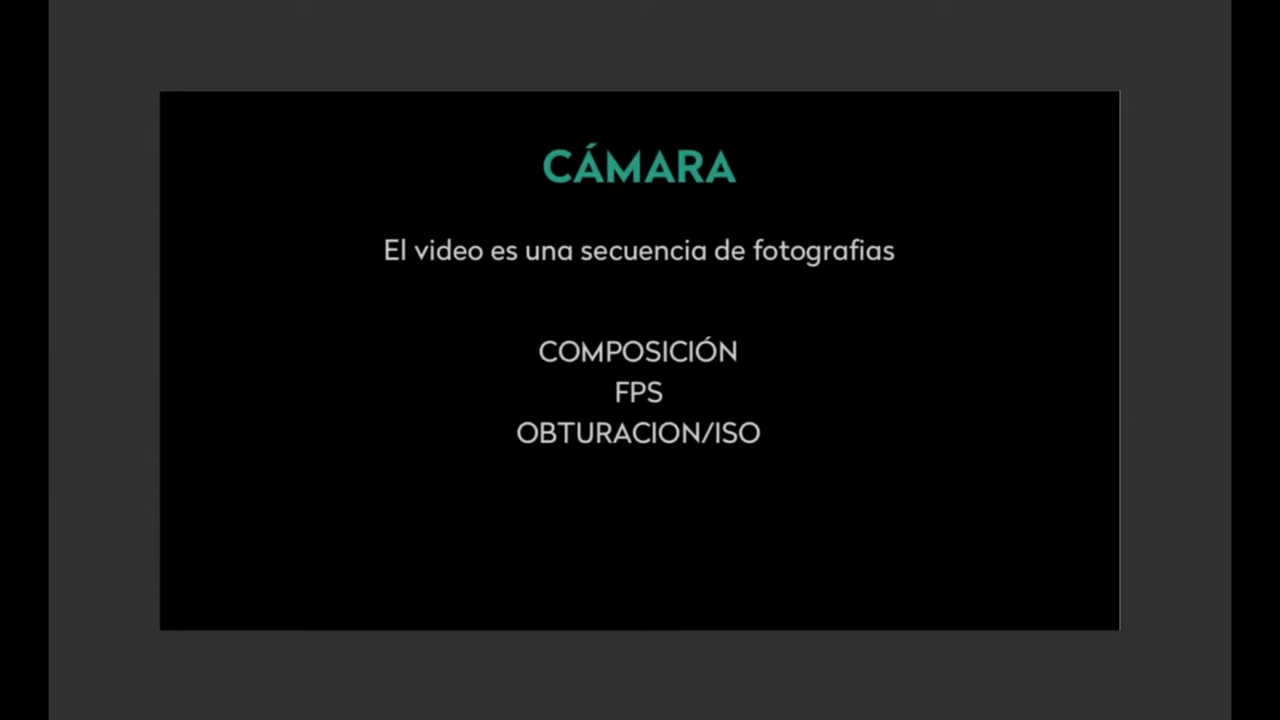 CÁMARA
El video es una secuencia de fotografias
COMPOSICIÓN
FPS
OBTURACION/ISO